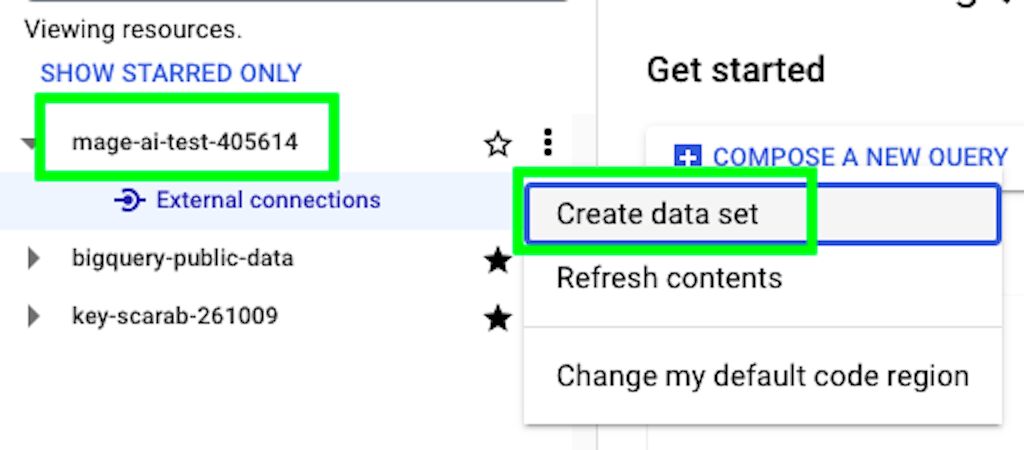 Viewing resources.
SHOW STARRED ONLY
mage-ai-test-405614
External connections
bigquery-public-data
key-scarab-261009
Get started
COMPOSE A NEW QUERY
Create data set
Refresh contents
Change my default code region